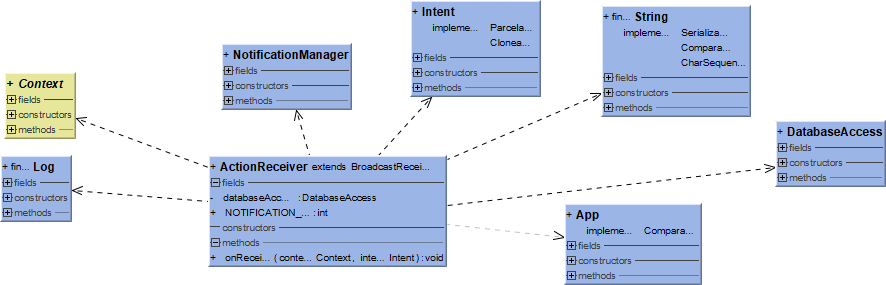 + Intent
impleme... Parcela...
Clonea...
fields
constructors
methods
+ fin... String
impleme... Serializa...
Compara...
CharSequen...
fields
constructors
methods
+ NotificationManager
fields
constructors
methods
+ Context
fields
constructors
methods
+ DatabaseAccess
fields
constructors
methods
+ fin... Log
fields
constructors
methods
+ ActionReceiver extends BroadcastRecei...
fields
- databaseAcc... :DatabaseAccess
+ NOTIFICATION_... :int
constructors
methods
+ onRecei... (conte... Context, inte... Intent):void
+ App
impleme... Compara...
fields
constructors
methods